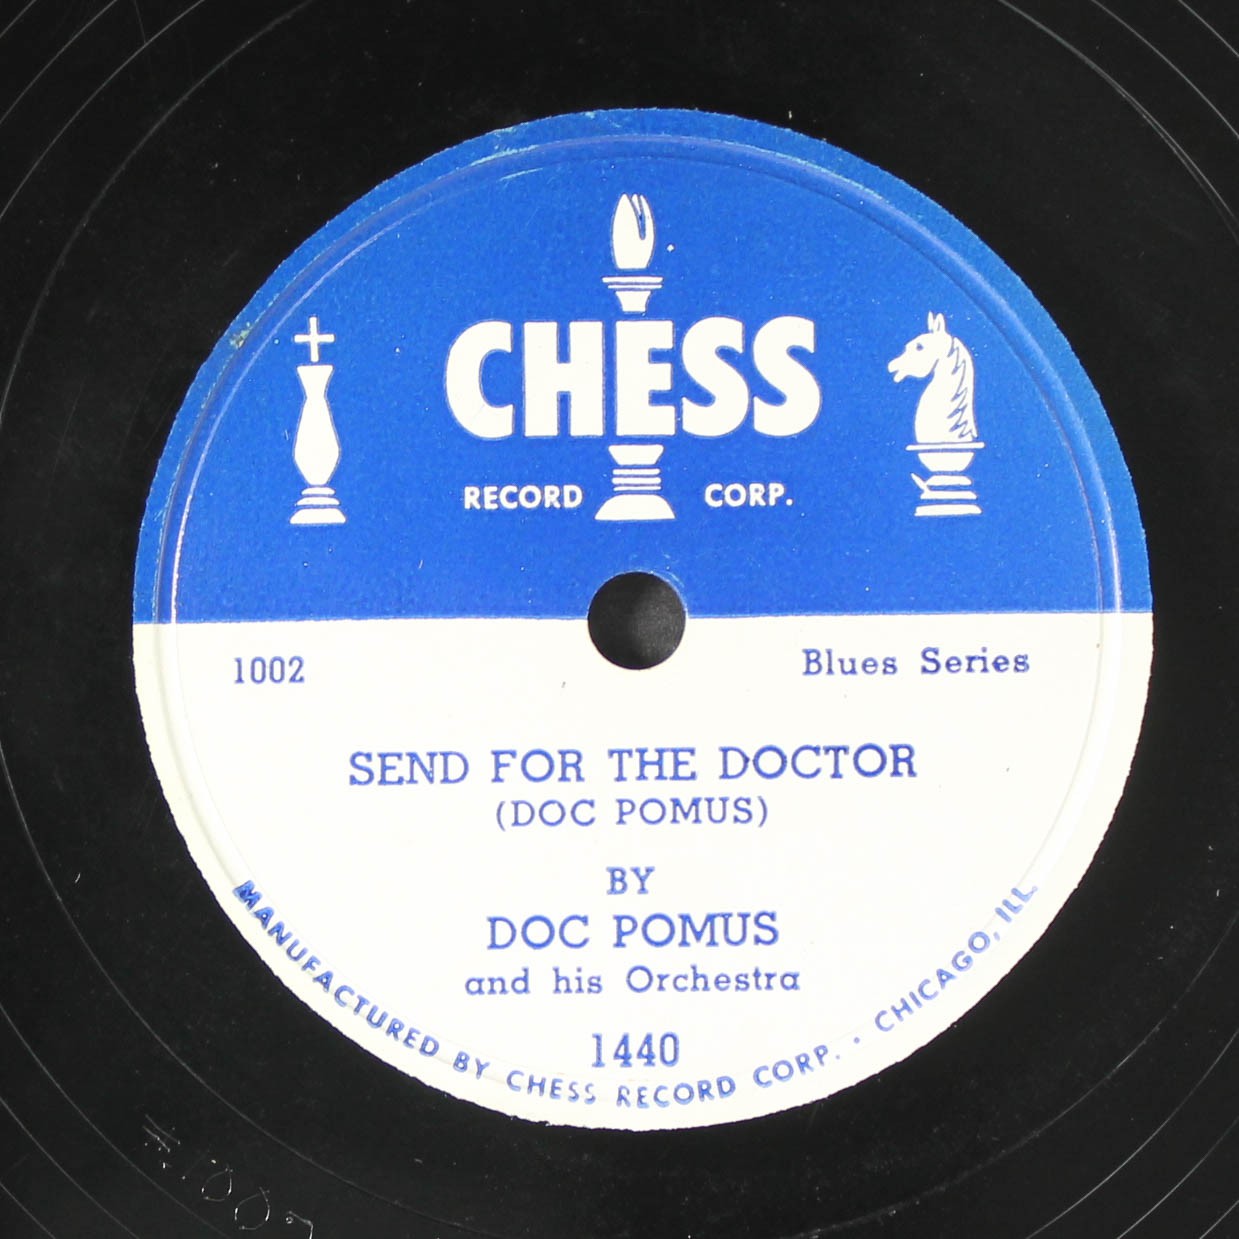 CHESS
RECORD CORP.
1002 Blues Series
SEND FOR THE DOCTOR
(DOC POMUS)
BY
DOC POMUS
and his Orchestra
1440
MANUFACTURED BY CHESS RECORD CORP. • CHICAGO, ILL.